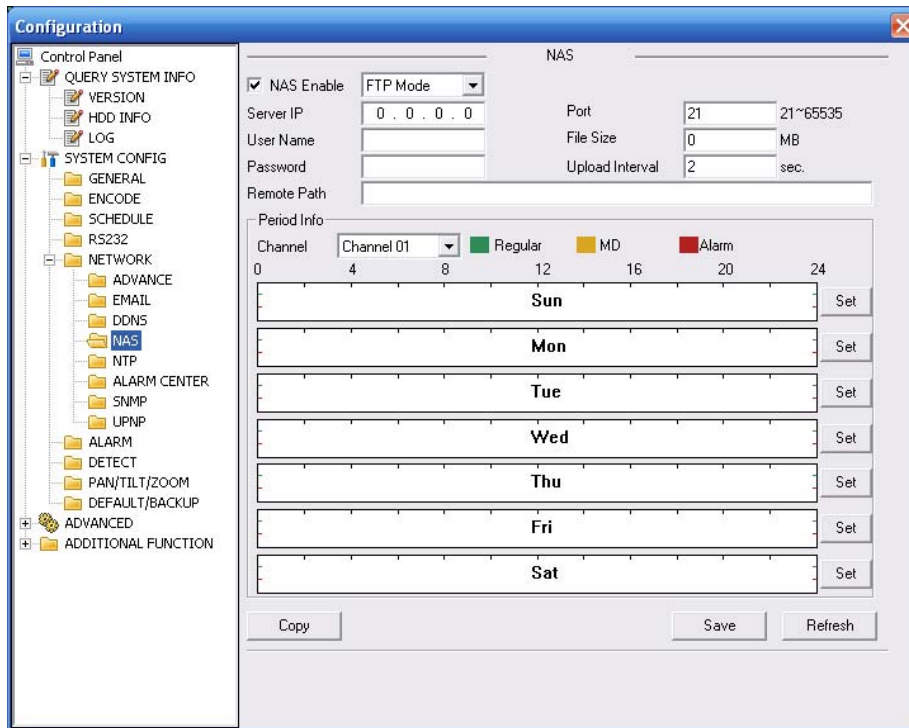 Configuration
Control Panel
QUERY SYSTEM INFO
VERSION
HDD INFO
LOG
SYSTEM CONFIG
GENERAL
ENCODE
SCHEDULE
RS232
NETWORK
ADVANCE
EMAIL
DDNS
NAS
NTP
ALARM CENTER
SNMP
UPNP
ALARM
DETECT
PAN/TILT/ZOOM
DEFAULT/BACKUP
ADVANCED
ADDITIONAL FUNCTION
NAS
NAS Enable FTP Mode
Server IP 0 . 0 . 0 . 0 Port 21 21~65535
User Name File Size 0 MB
Password Upload Interval 2 sec.
Remote Path
Period Info
Channel Channel 01 Regular MD Alarm
0 4 8 12 16 20 24
Sun Set
Mon Set
Tue Set
Wed Set
Thu Set
Fri Set
Sat Set
Copy Save Refresh